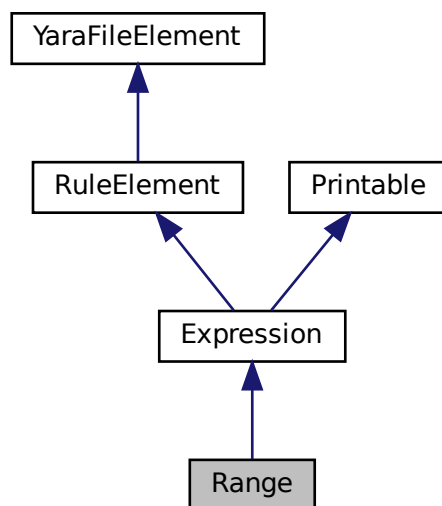 YaraFileElement
RuleElement
Printable
Expression
Range